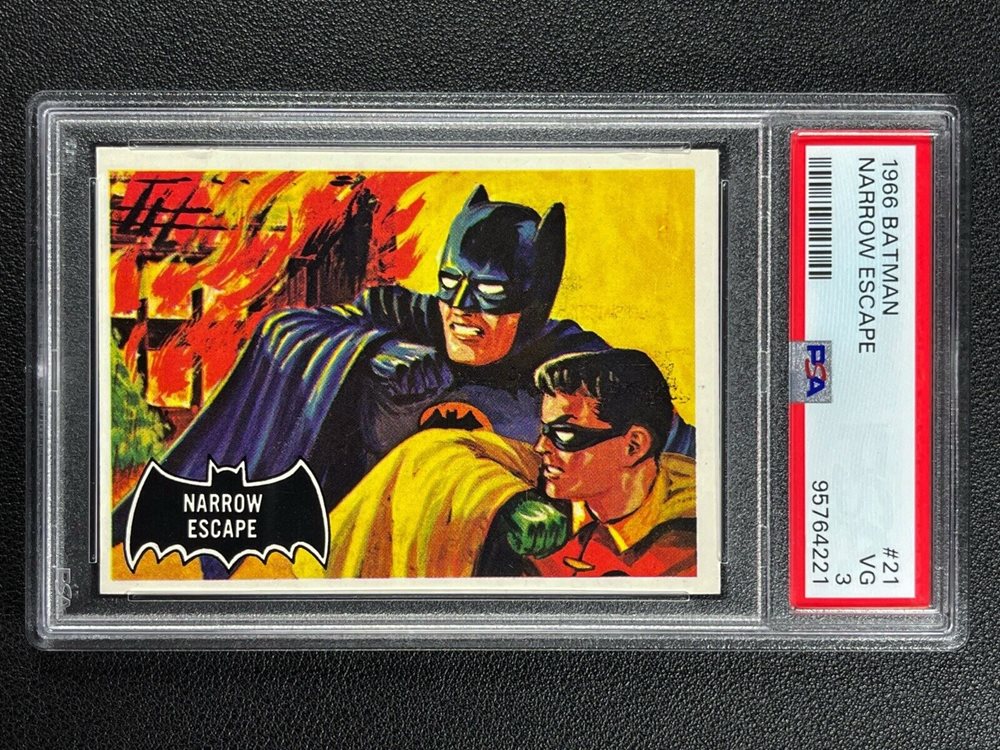 NARROW
ESCAPE
1966 BATMAN
NARROW ESCAPE
PSA
#21
VG
3
95764221